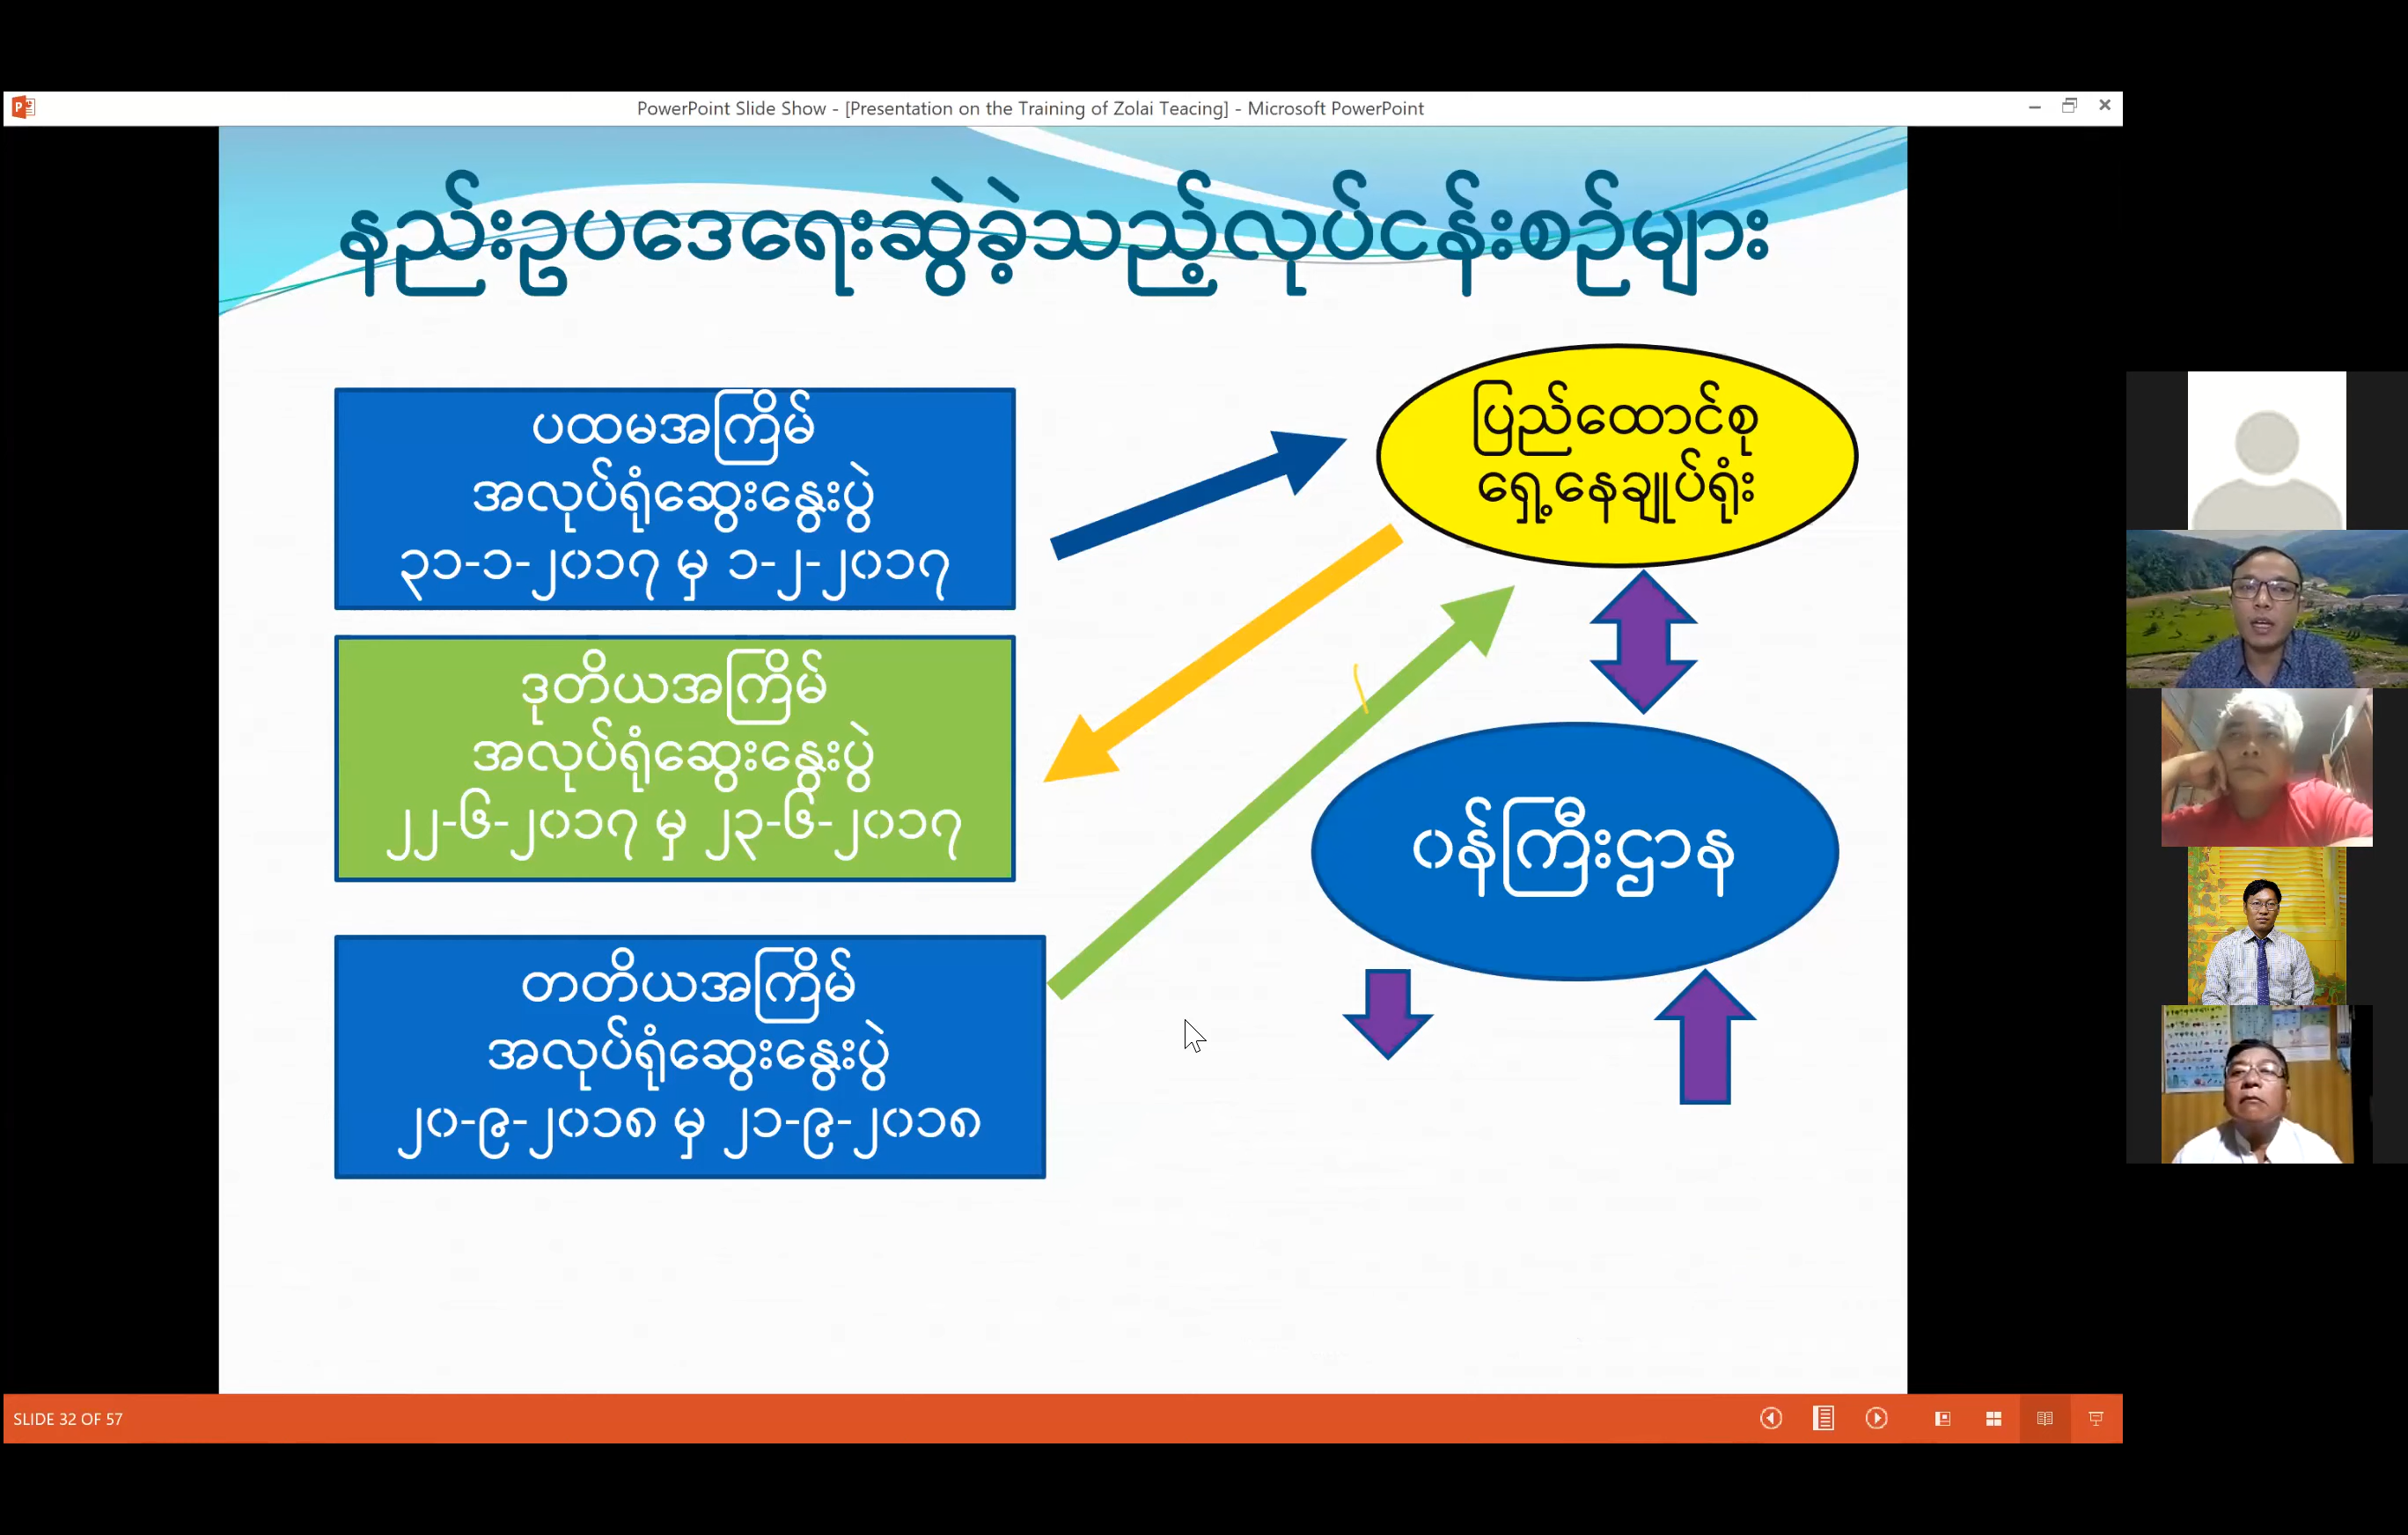 PowerPoint Slide Show - [Presentation on the Training of Zolai Teacing] - Microsoft PowerPoint
နည်းဥပဒေရေးဆွဲခဲ့သည့်လုပ်ငန်းစဉ်များ
ပထမအကြိမ်
အလုပ်ရုံဆွေးနွေးပွဲ
၃၁-၁-၂၀၁၇ မှ ၁-၂-၂၀၁၇
ပြည်ထောင်စု
ရှေ့နေချုပ်ရုံး
ဒုတိယအကြိမ်
အလုပ်ရုံဆွေးနွေးပွဲ
၂၂-၆-၂၀၁၇ မှ ၂၃-၆-၂၀၁၇
ဝန်ကြီးဌာန
တတိယအကြိမ်
အလုပ်ရုံဆွေးနွေးပွဲ
၂၀-၉-၂၀၁၈ မှ ၂၁-၉-၂၀၁၈
SLIDE 32 OF 57